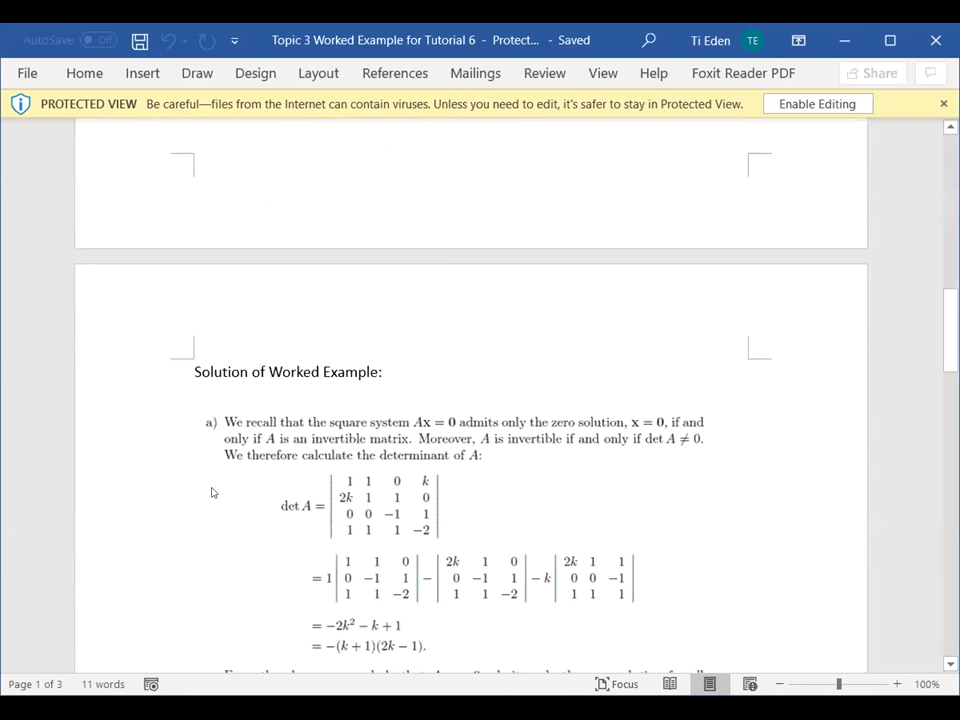 AutoSave Off Topic 3 Worked Example for Tutorial 6 - Protect... - Saved Ti Eden TE
File Home Insert Draw Design Layout References Mailings Review View Help Foxit Reader PDF Share
PROTECTED VIEW Be careful—files from the Internet can contain viruses. Unless you need to edit, it's safer to stay in Protected View. Enable Editing
Solution of Worked Example:
a) We recall that the square system Ax = 0 admits only the zero solution, x = 0, if and
only if A is an invertible matrix. Moreover, A is invertible if and only if det A ≠ 0.
We therefore calculate the determinant of A:
1 1 0 k
2k 1 1 0
det A =
0 0 −1 1
1 1 1 −2
1 1 0 2k 1 0 2k 1 1
= 1 0 −1 1 − 0 −1 1 − k 0 0 −1
1 1 −2 1 1 −2 1 1 1
= −2k² − k + 1
= −(k + 1)(2k − 1).
Page 1 of 3 11 words Focus 100%